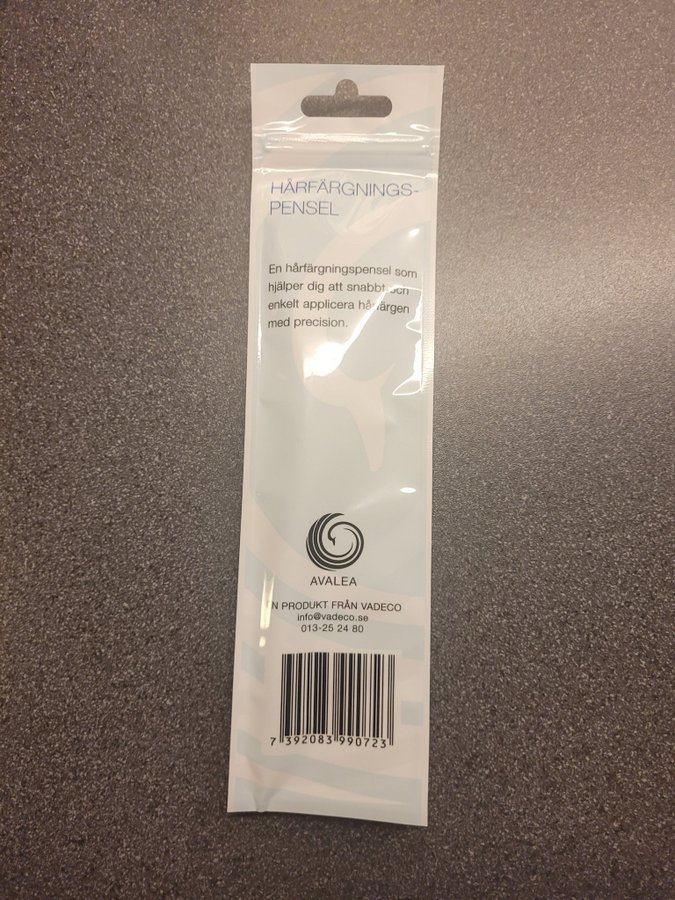 HÅRFÄRGNINGS-
PENSEL
En hårfärgningspensel som
hjälper dig att snabbt och
enkelt applicera hårfärgen
med precision.
AVALEA
EN PRODUKT FRÅN VADECO
info@vadeco.se
013-25 24 80
7 392083 990723